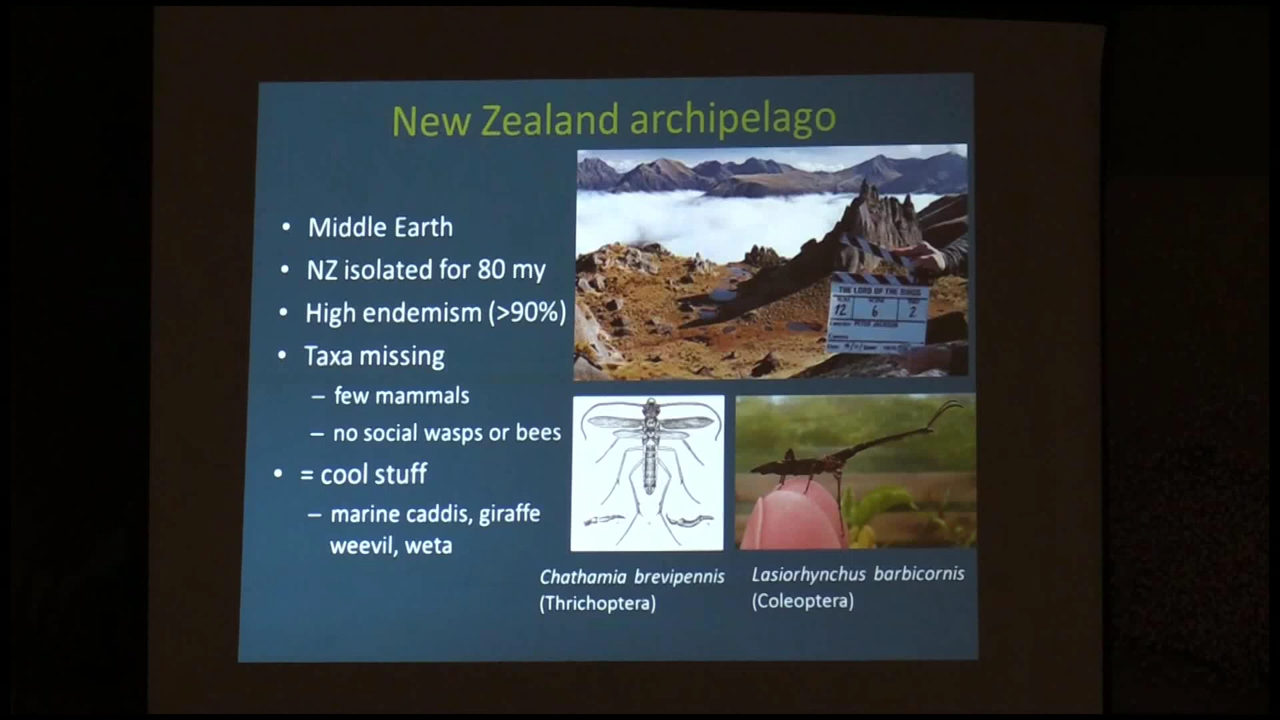 New Zealand archipelago
• Middle Earth
• NZ isolated for 80 my
• High endemism (>90%)
• Taxa missing
– few mammals
– no social wasps or bees
• = cool stuff
– marine caddis, giraffe
weevil, weta
THE LORD OF THE RINGS
12 6 2
PETER JACKSON
Chathamia brevipennis
(Thrichoptera)
Lasiorhynchus barbicornis
(Coleoptera)